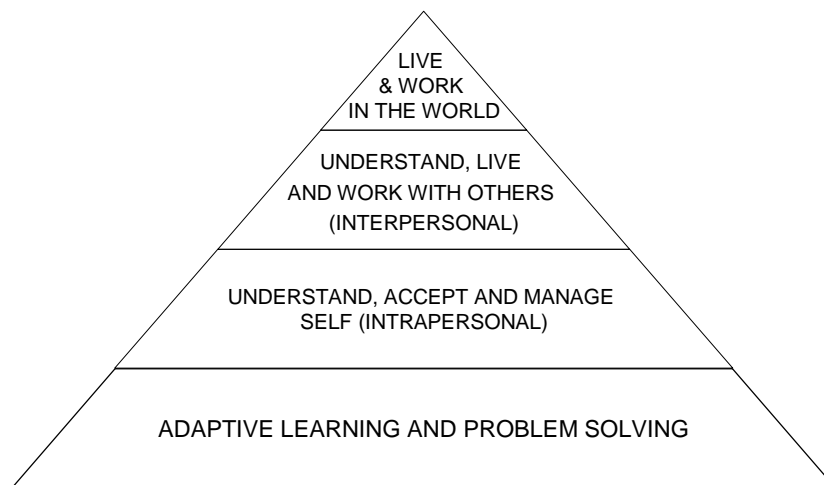 LIVE
& WORK
IN THE WORLD
UNDERSTAND, LIVE
AND WORK WITH OTHERS
(INTERPERSONAL)
UNDERSTAND, ACCEPT AND MANAGE
SELF (INTRAPERSONAL)
ADAPTIVE LEARNING AND PROBLEM SOLVING